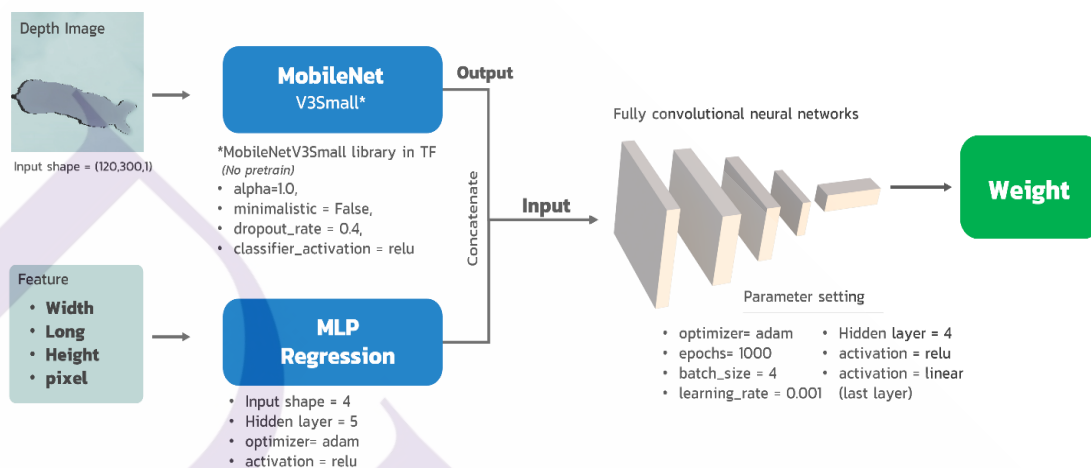 Depth Image
Input shape = (120,300,1)
MobileNet
V3Small*
*MobileNetV3Small library in TF
(No pretrain)
• alpha=1.0,
• minimalistic = False,
• dropout_rate = 0.4,
• classifier_activation = relu
Feature
• Width
• Long
• Height
• pixel
MLP
Regression
• Input shape = 4
• Hidden layer = 5
• optimizer= adam
• activation = relu
Output
Concatenate
Input
Fully convolutional neural networks
Parameter setting
• optimizer= adam
• epochs= 1000
• batch_size = 4
• learning_rate = 0.001
• Hidden layer = 4
• activation = relu
• activation = linear
(last layer)
Weight